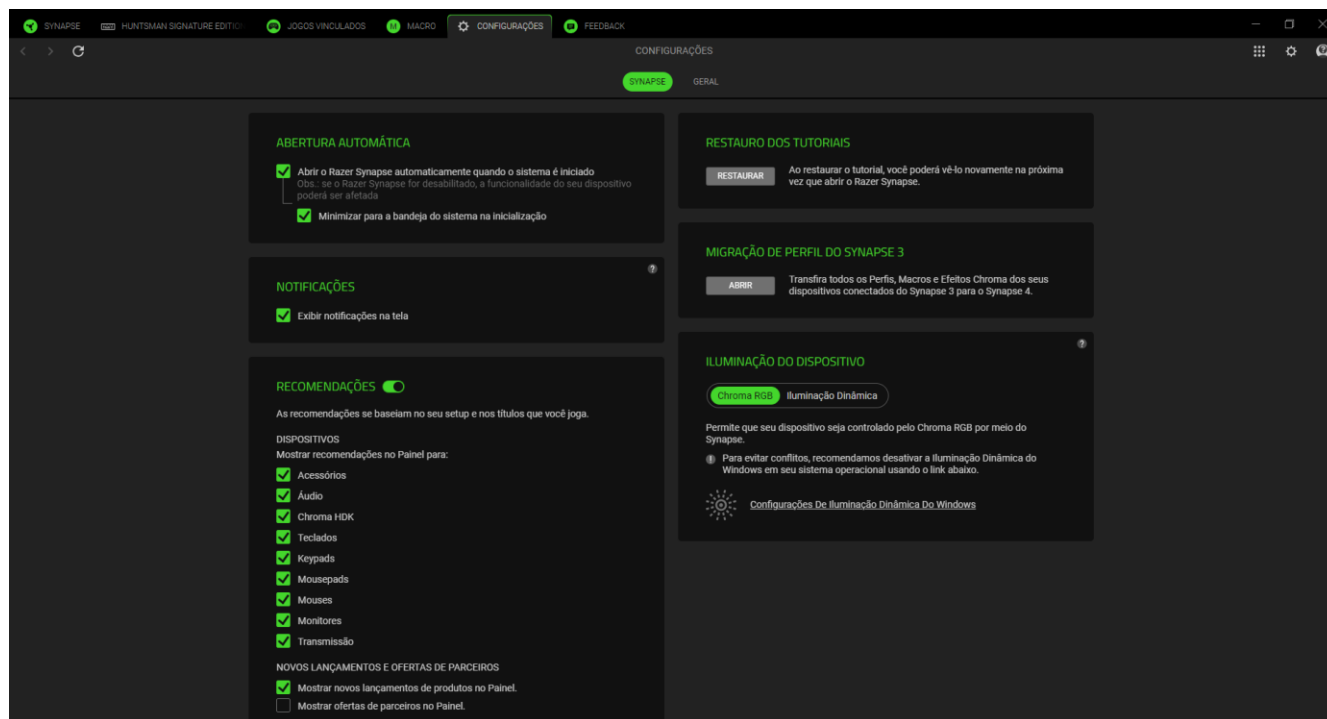 SYNAPSE
HUNTSMAN SIGNATURE EDITION
JOGOS VINCULADOS
M
MACRO
CONFIGURAÇÕES
FEEDBACK
CONFIGURAÇÕES
SYNAPSE
GERAL
ABERTURA AUTOMÁTICA
Abrir o Razer Synapse automaticamente quando o sistema é iniciado
Obs.: se o Razer Synapse for desabilitado, a funcionalidade do seu dispositivo
poderá ser afetada
Minimizar para a bandeja do sistema na inicialização
NOTIFICAÇÕES
?
Exibir notificações na tela
RECOMENDAÇÕES
As recomendações se baseiam no seu setup e nos títulos que você joga.
DISPOSITIVOS
Mostrar recomendações no Painel para:
Acessórios
Áudio
Chroma HDK
Teclados
Keypads
Mousepads
Mouses
Monitores
Transmissão
NOVOS LANÇAMENTOS E OFERTAS DE PARCEIROS
Mostrar novos lançamentos de produtos no Painel.
Mostrar ofertas de parceiros no Painel.
RESTAURO DOS TUTORIAIS
RESTAURAR
Ao restaurar o tutorial, você poderá vê-lo novamente na próxima
vez que abrir o Razer Synapse.
MIGRAÇÃO DE PERFIL DO SYNAPSE 3
ABRIR
Transfira todos os Perfis, Macros e Efeitos Chroma dos seus
dispositivos conectados do Synapse 3 para o Synapse 4.
?
ILUMINAÇÃO DO DISPOSITIVO
Chroma RGB
Iluminação Dinâmica
Permite que seu dispositivo seja controlado pelo Chroma RGB por meio do
Synapse.
Para evitar conflitos, recomendamos desativar a Iluminação Dinâmica do
Windows em seu sistema operacional usando o link abaixo.
Configurações De Iluminação Dinâmica Do Windows